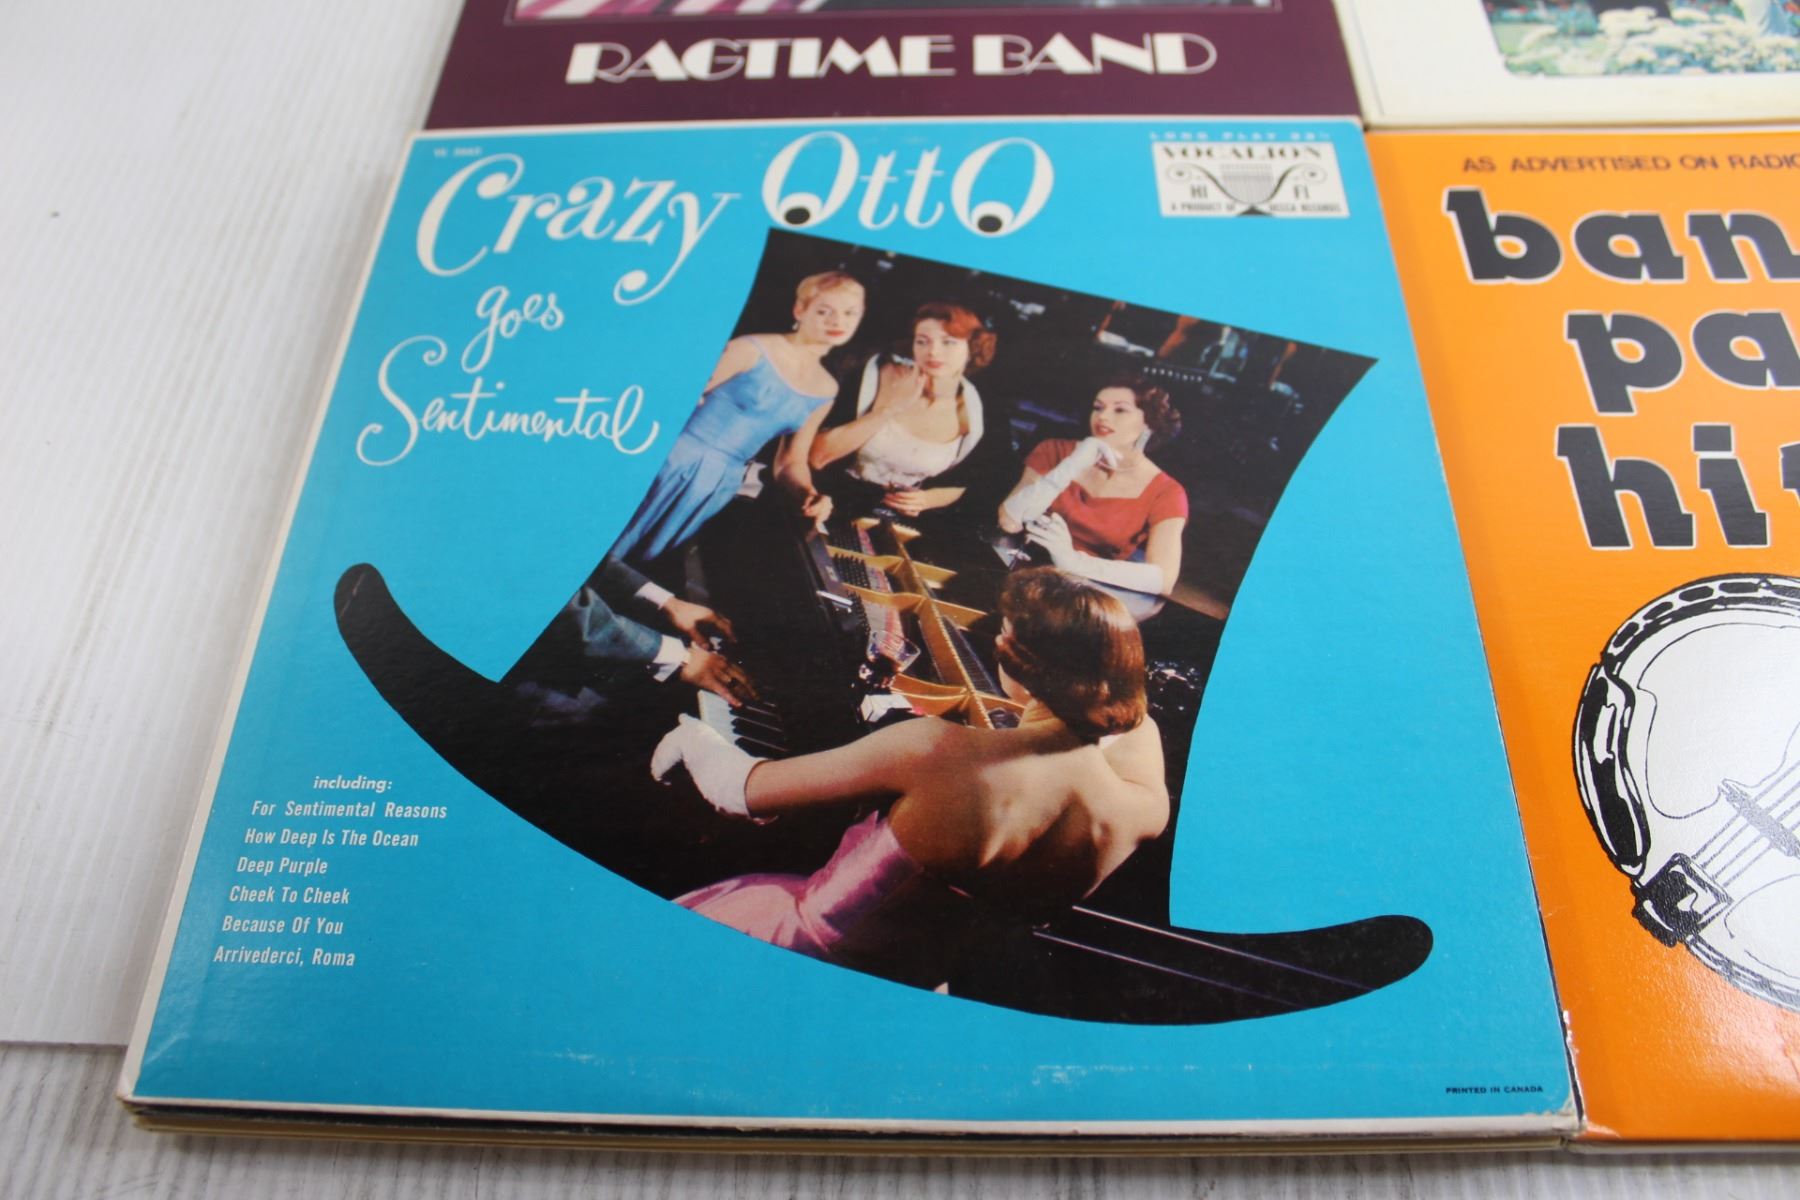 RAGTIME BAND
Crazy Otto
goes
Sentimental
LONG PLAY 33⅓
VOCALION
HI FI
A PRODUCT OF DECCA RECORDS
including:
For Sentimental Reasons
How Deep Is The Ocean
Deep Purple
Cheek To Cheek
Because Of You
Arrivederci, Roma
PRINTED IN CANADA
AS ADVERTISED ON RADIO
ban
pa
hit